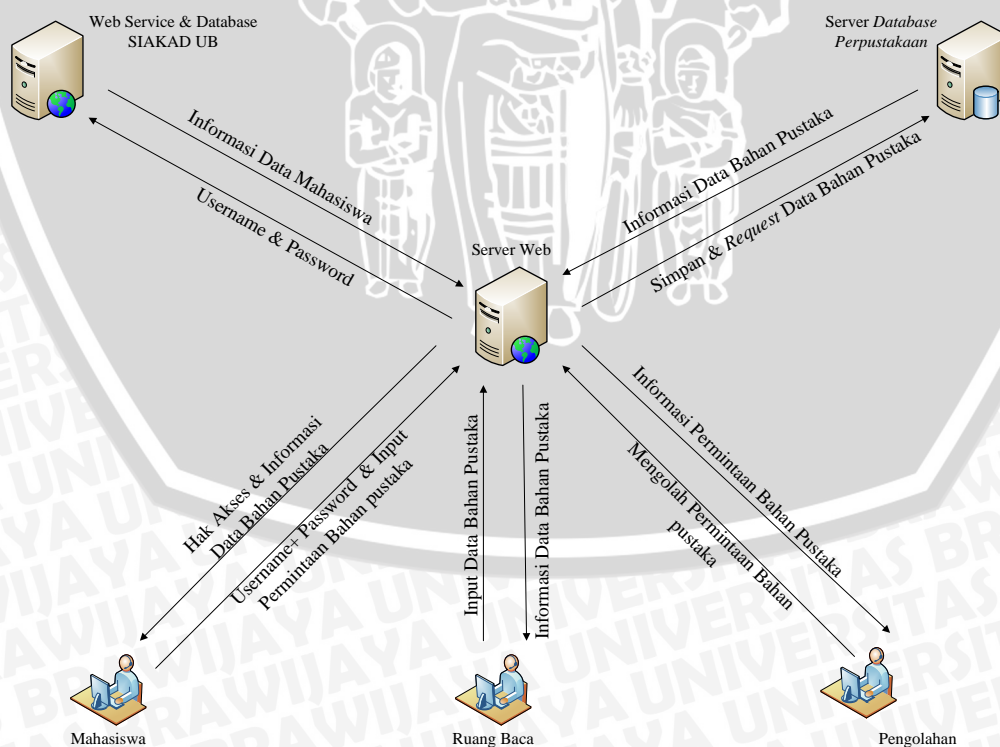 Web Service & Database
SIAKAD UB
Server Database
Perpustakaan
Informasi Data Mahasiswa
Username & Password
Informasi Data Bahan Pustaka
Simpan & Request Data Bahan Pustaka
Server Web
Hak Akses & Informasi
Data Bahan Pustaka
Username+ Password & Input
Permintaan Bahan pustaka
Input Data Bahan Pustaka
Informasi Data Bahan Pustaka
Informasi Permintaan Bahan Pustaka
Mengolah Permintaan Bahan
pustaka
Mahasiswa
Ruang Baca
Pengolahan